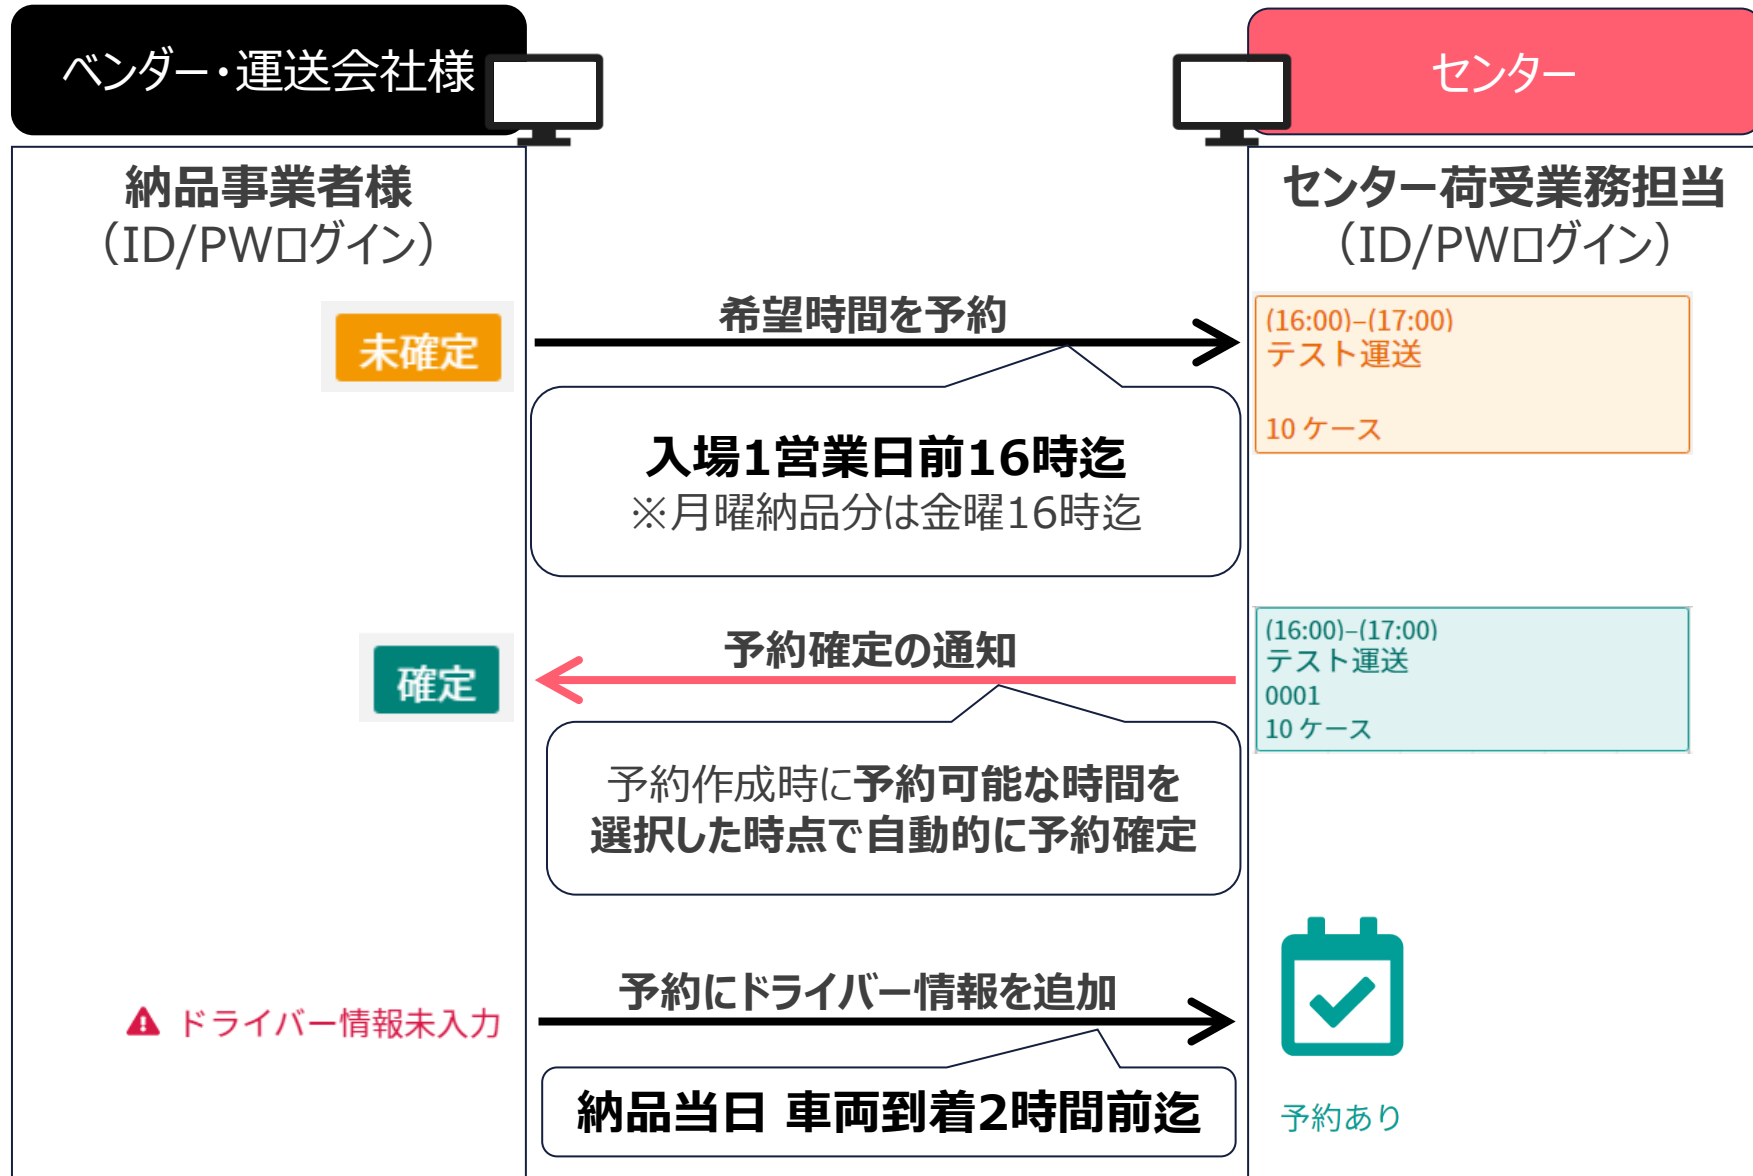 ベンダー・運送会社様
センター
納品事業者様
（ID/PWログイン）
センター荷受業務担当
（ID/PWログイン）
未確定
希望時間を予約
(16:00)–(17:00)
テスト運送
10 ケース
入場1営業日前16時迄
※月曜納品分は金曜16時迄
確定
予約確定の通知
(16:00)–(17:00)
テスト運送
0001
10 ケース
予約作成時に予約可能な時間を
選択した時点で自動的に予約確定
ドライバー情報未入力
予約にドライバー情報を追加
納品当日 車両到着2時間前迄
予約あり